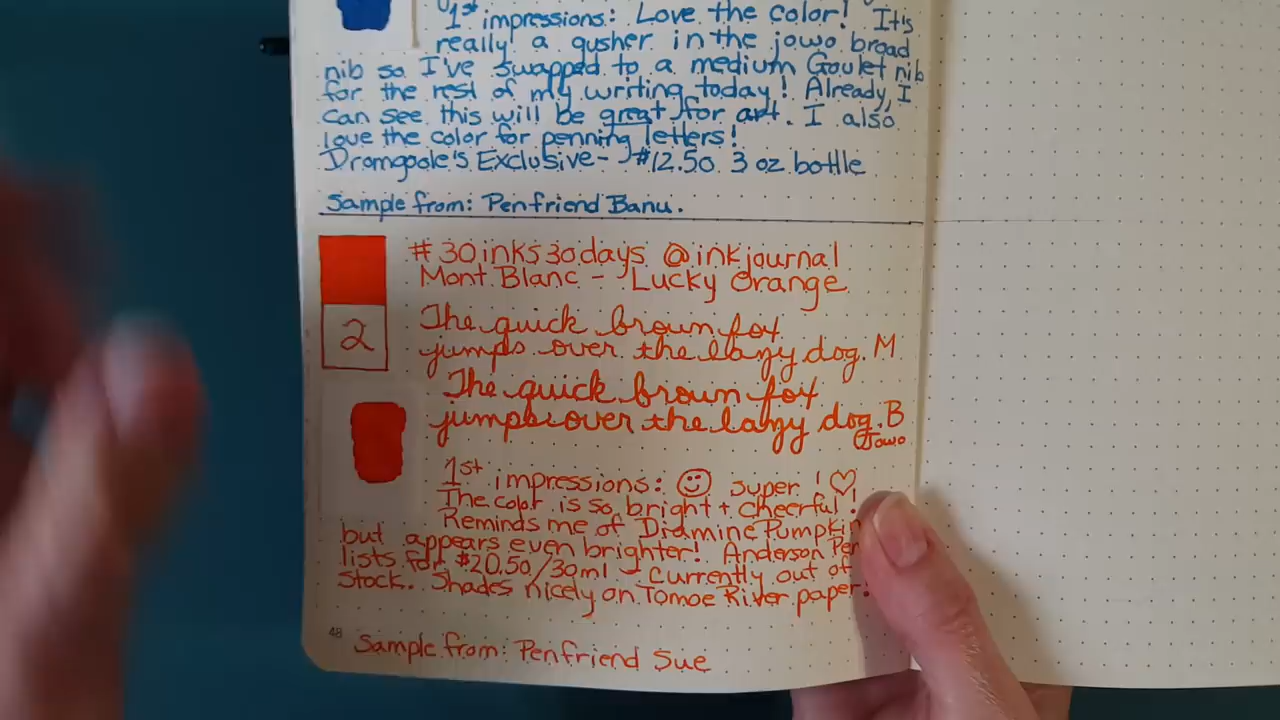 1st impressions: Love the color! It's
really a gusher in the jowo broad
nib so I've swapped to a medium Goulet nib
for the rest of my writing today! Already, I
can see this will be great for art. I also
love the color for penning letters!
Dromgoole's Exclusive- $12.50 3 oz bottle
Sample from: Penfriend Banu.
#30inks30days @inkjournal
Mont Blanc - Lucky Orange
2
The quick brown fox
jumps over the lazy dog. M
The quick brown fox
jumps over the lazy dog. B
Jowo
1st impressions: super!
The color is so bright + cheerful!
Reminds me of Diamine Pumpkin
but appears even brighter! Anderson Pen
lists for $20.50/30ml - Currently out of
stock. Shades nicely on Tomoe River paper!
48
Sample from: Penfriend Sue